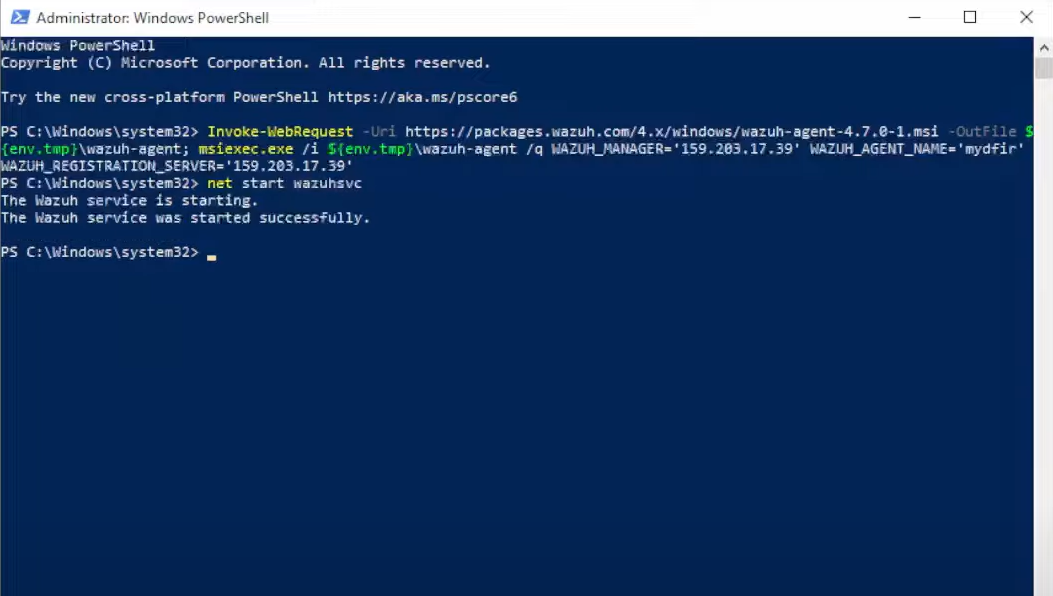 Administrator: Windows PowerShell
Windows PowerShell
Copyright (C) Microsoft Corporation. All rights reserved.
Try the new cross-platform PowerShell https://aka.ms/pscore6
PS C:\Windows\system32> Invoke-WebRequest -Uri https://packages.wazuh.com/4.x/windows/wazuh-agent-4.7.0-1.msi -OutFile $
{env.tmp}\wazuh-agent; msiexec.exe /i ${env.tmp}\wazuh-agent /q WAZUH_MANAGER='159.203.17.39' WAZUH_AGENT_NAME='mydfir'
WAZUH_REGISTRATION_SERVER='159.203.17.39'
PS C:\Windows\system32> net start wazuhsvc
The Wazuh service is starting.
The Wazuh service was started successfully.
PS C:\Windows\system32>